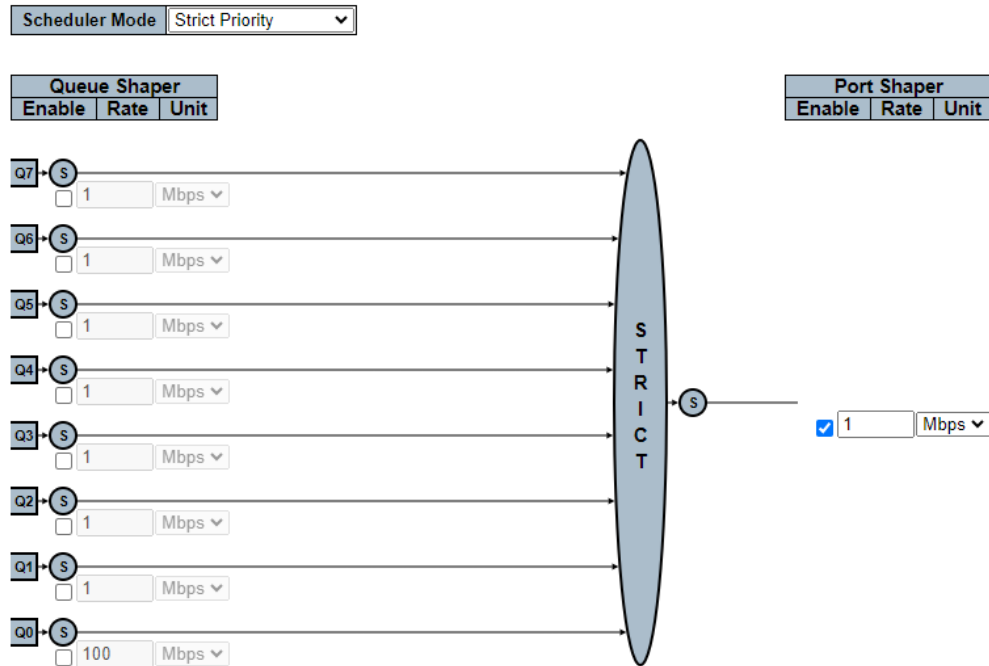 Scheduler Mode Strict Priority
Queue Shaper
Enable Rate Unit
Port Shaper
Enable Rate Unit
Q7 S
1 Mbps
Q6 S
1 Mbps
Q5 S
1 Mbps
Q4 S
1 Mbps
Q3 S
1 Mbps
Q2 S
1 Mbps
Q1 S
1 Mbps
Q0 S
100 Mbps
S
T
R
I
C
T
S
1 Mbps